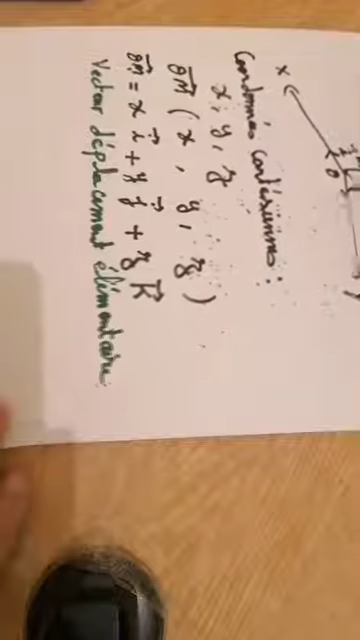 x
o
y
Coordonnées Cartésiennes :
x, y, z
OM ( x , y , z )
OM = x i + y j + z K
Vecteur déplacement élémentaire